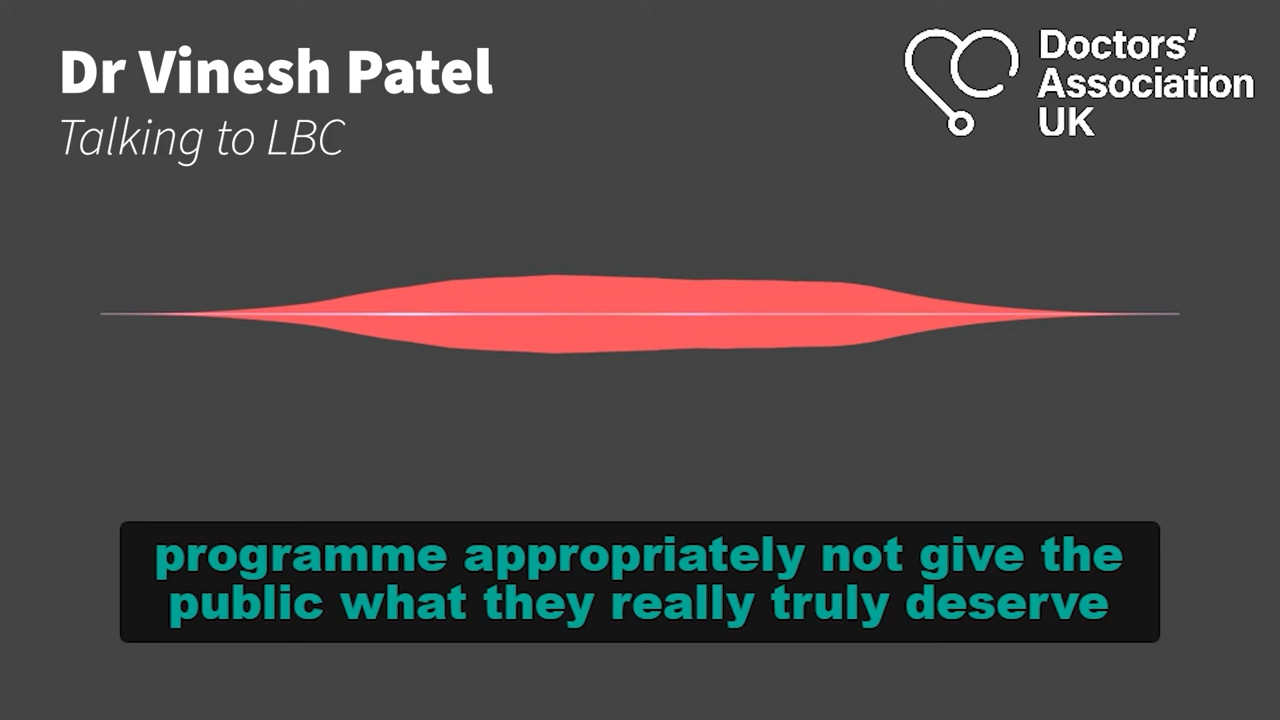 Dr Vinesh Patel
Talking to LBC
Doctors’
Association
UK
programme appropriately not give the
public what they really truly deserve